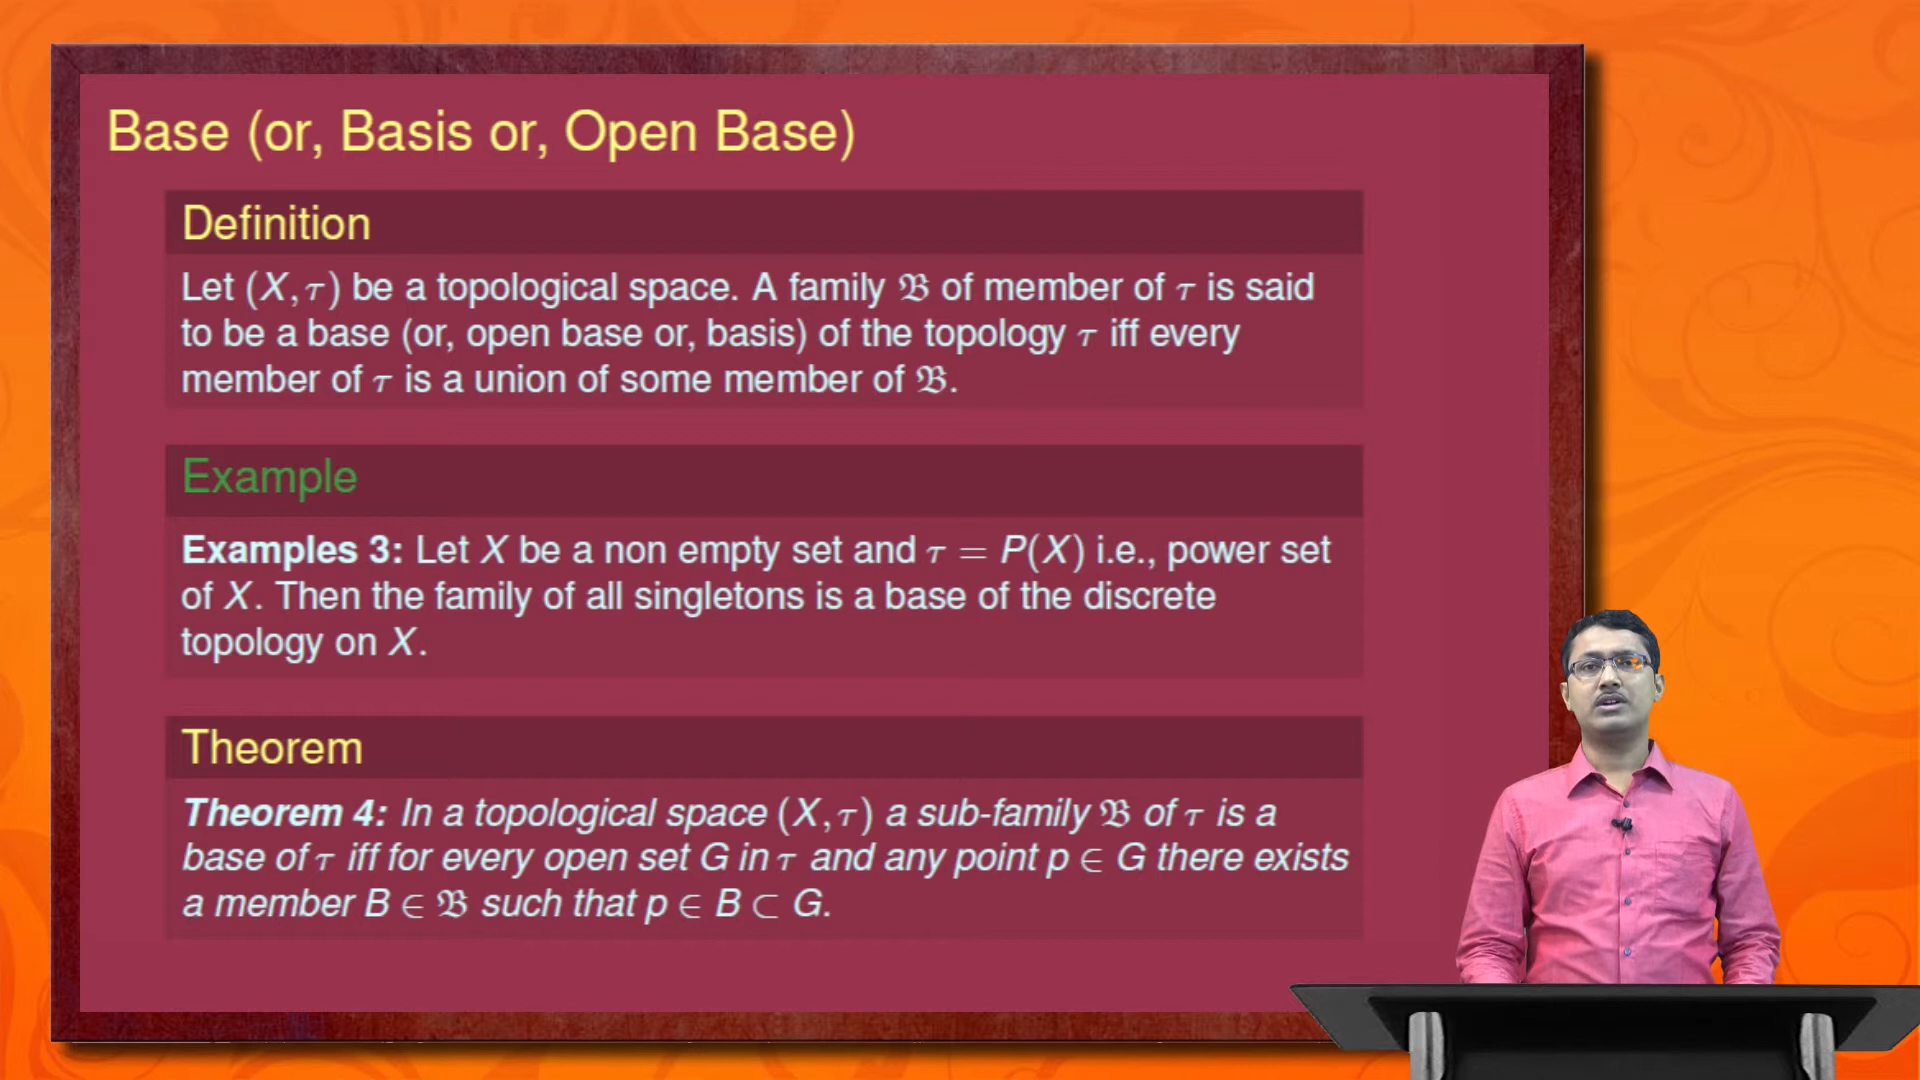 Base (or, Basis or, Open Base)
Definition
Let (X, τ) be a topological space. A family 𝔅 of member of τ is said
to be a base (or, open base or, basis) of the topology τ iff every
member of τ is a union of some member of 𝔅.
Example
Examples 3: Let X be a non empty set and τ = P(X) i.e., power set
of X. Then the family of all singletons is a base of the discrete
topology on X.
Theorem
Theorem 4: In a topological space (X, τ) a sub-family 𝔅 of τ is a
base of τ iff for every open set G in τ and any point p ∈ G there exists
a member B ∈ 𝔅 such that p ∈ B ⊂ G.